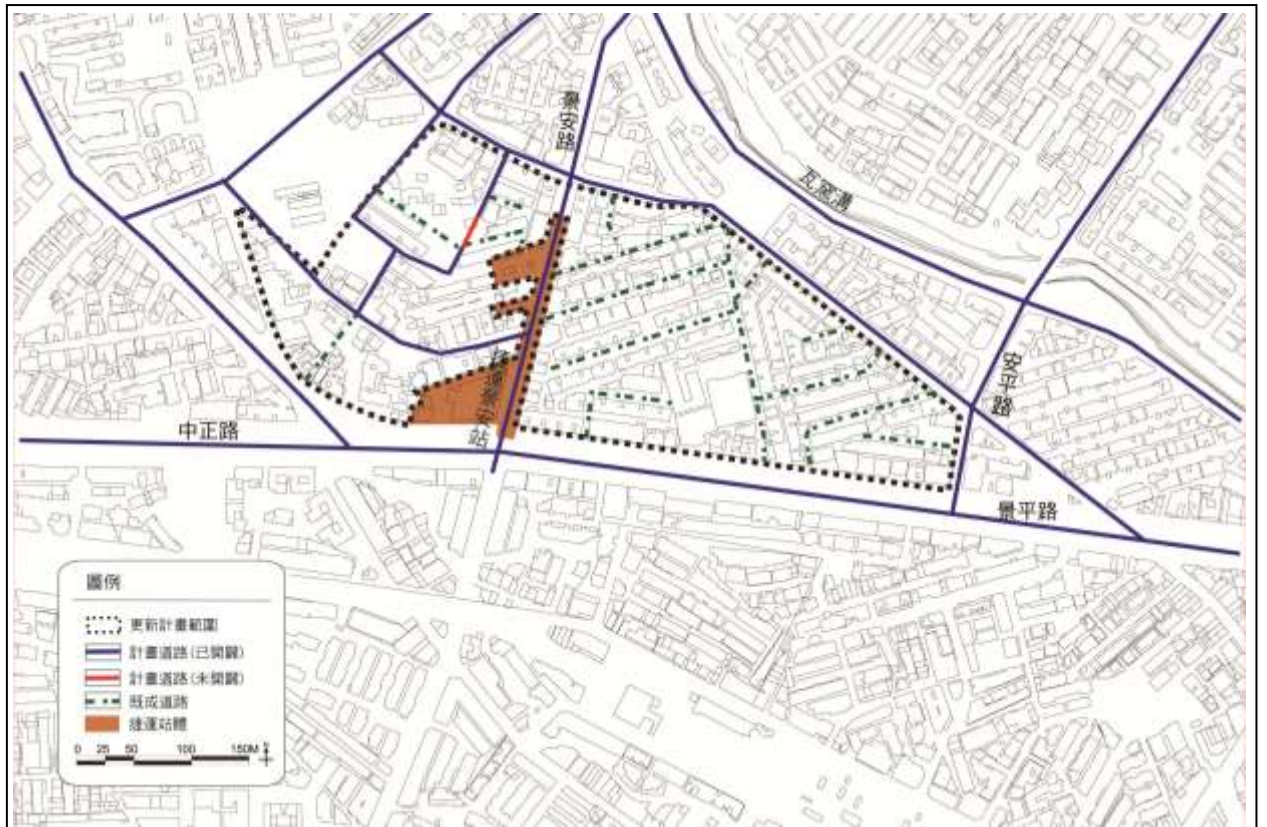 景安路
瓦窯溝
安平路
捷運景安站
中正路
景平路
圖例
更新計畫範圍
計畫道路(已開闢)
計畫道路(未開闢)
既成道路
捷運站體
0 25 50 100 150M N